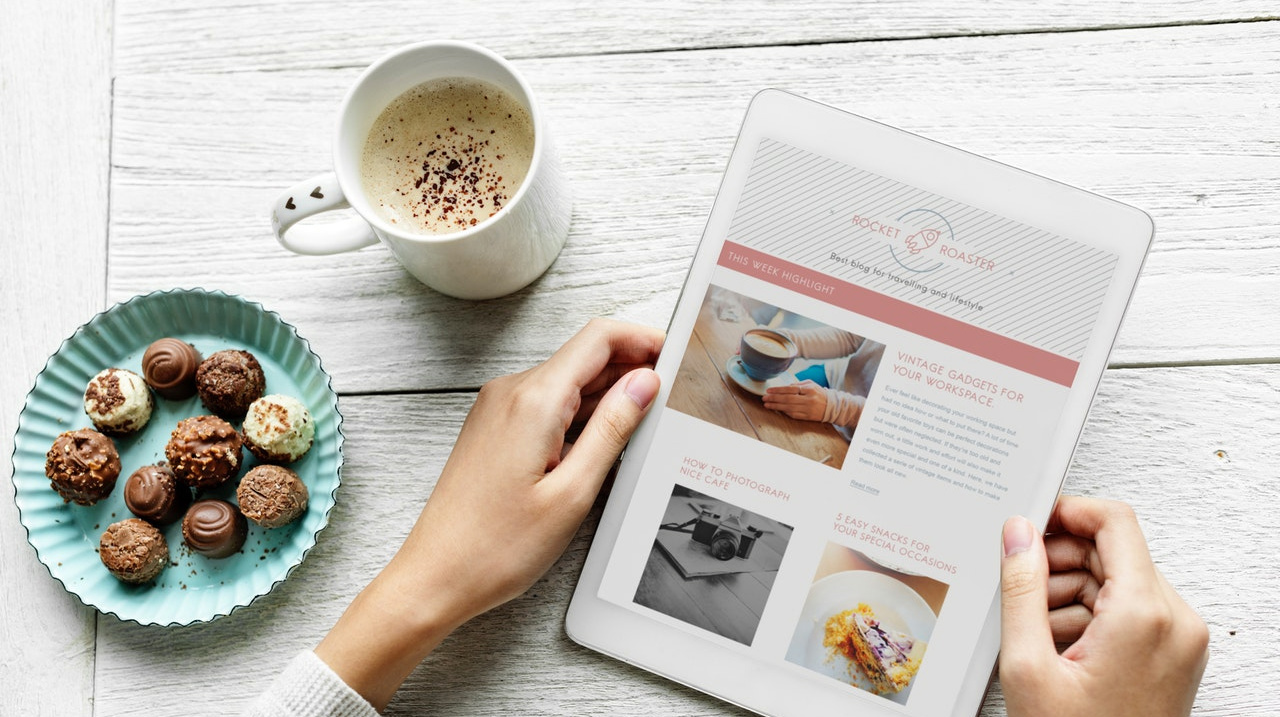 ROCKET ROASTER
Best blog for travelling and lifestyle
THIS WEEK HIGHLIGHT
VINTAGE GADGETS FOR
YOUR WORKSPACE.
Ever feel like decorating your working space but
had no idea how or what to put there? A lot of time
your old favorite toys can be perfect decorations
but were often neglected. If they're too old and
worn out, a little work and effort will also make it
even more special and one of a kind. Here, we have
collected a serie of vintage items and how to make
them look all new.
Read more
HOW TO PHOTOGRAPH
NICE CAFE
5 EASY SNACKS FOR
YOUR SPECIAL OCCASIONS